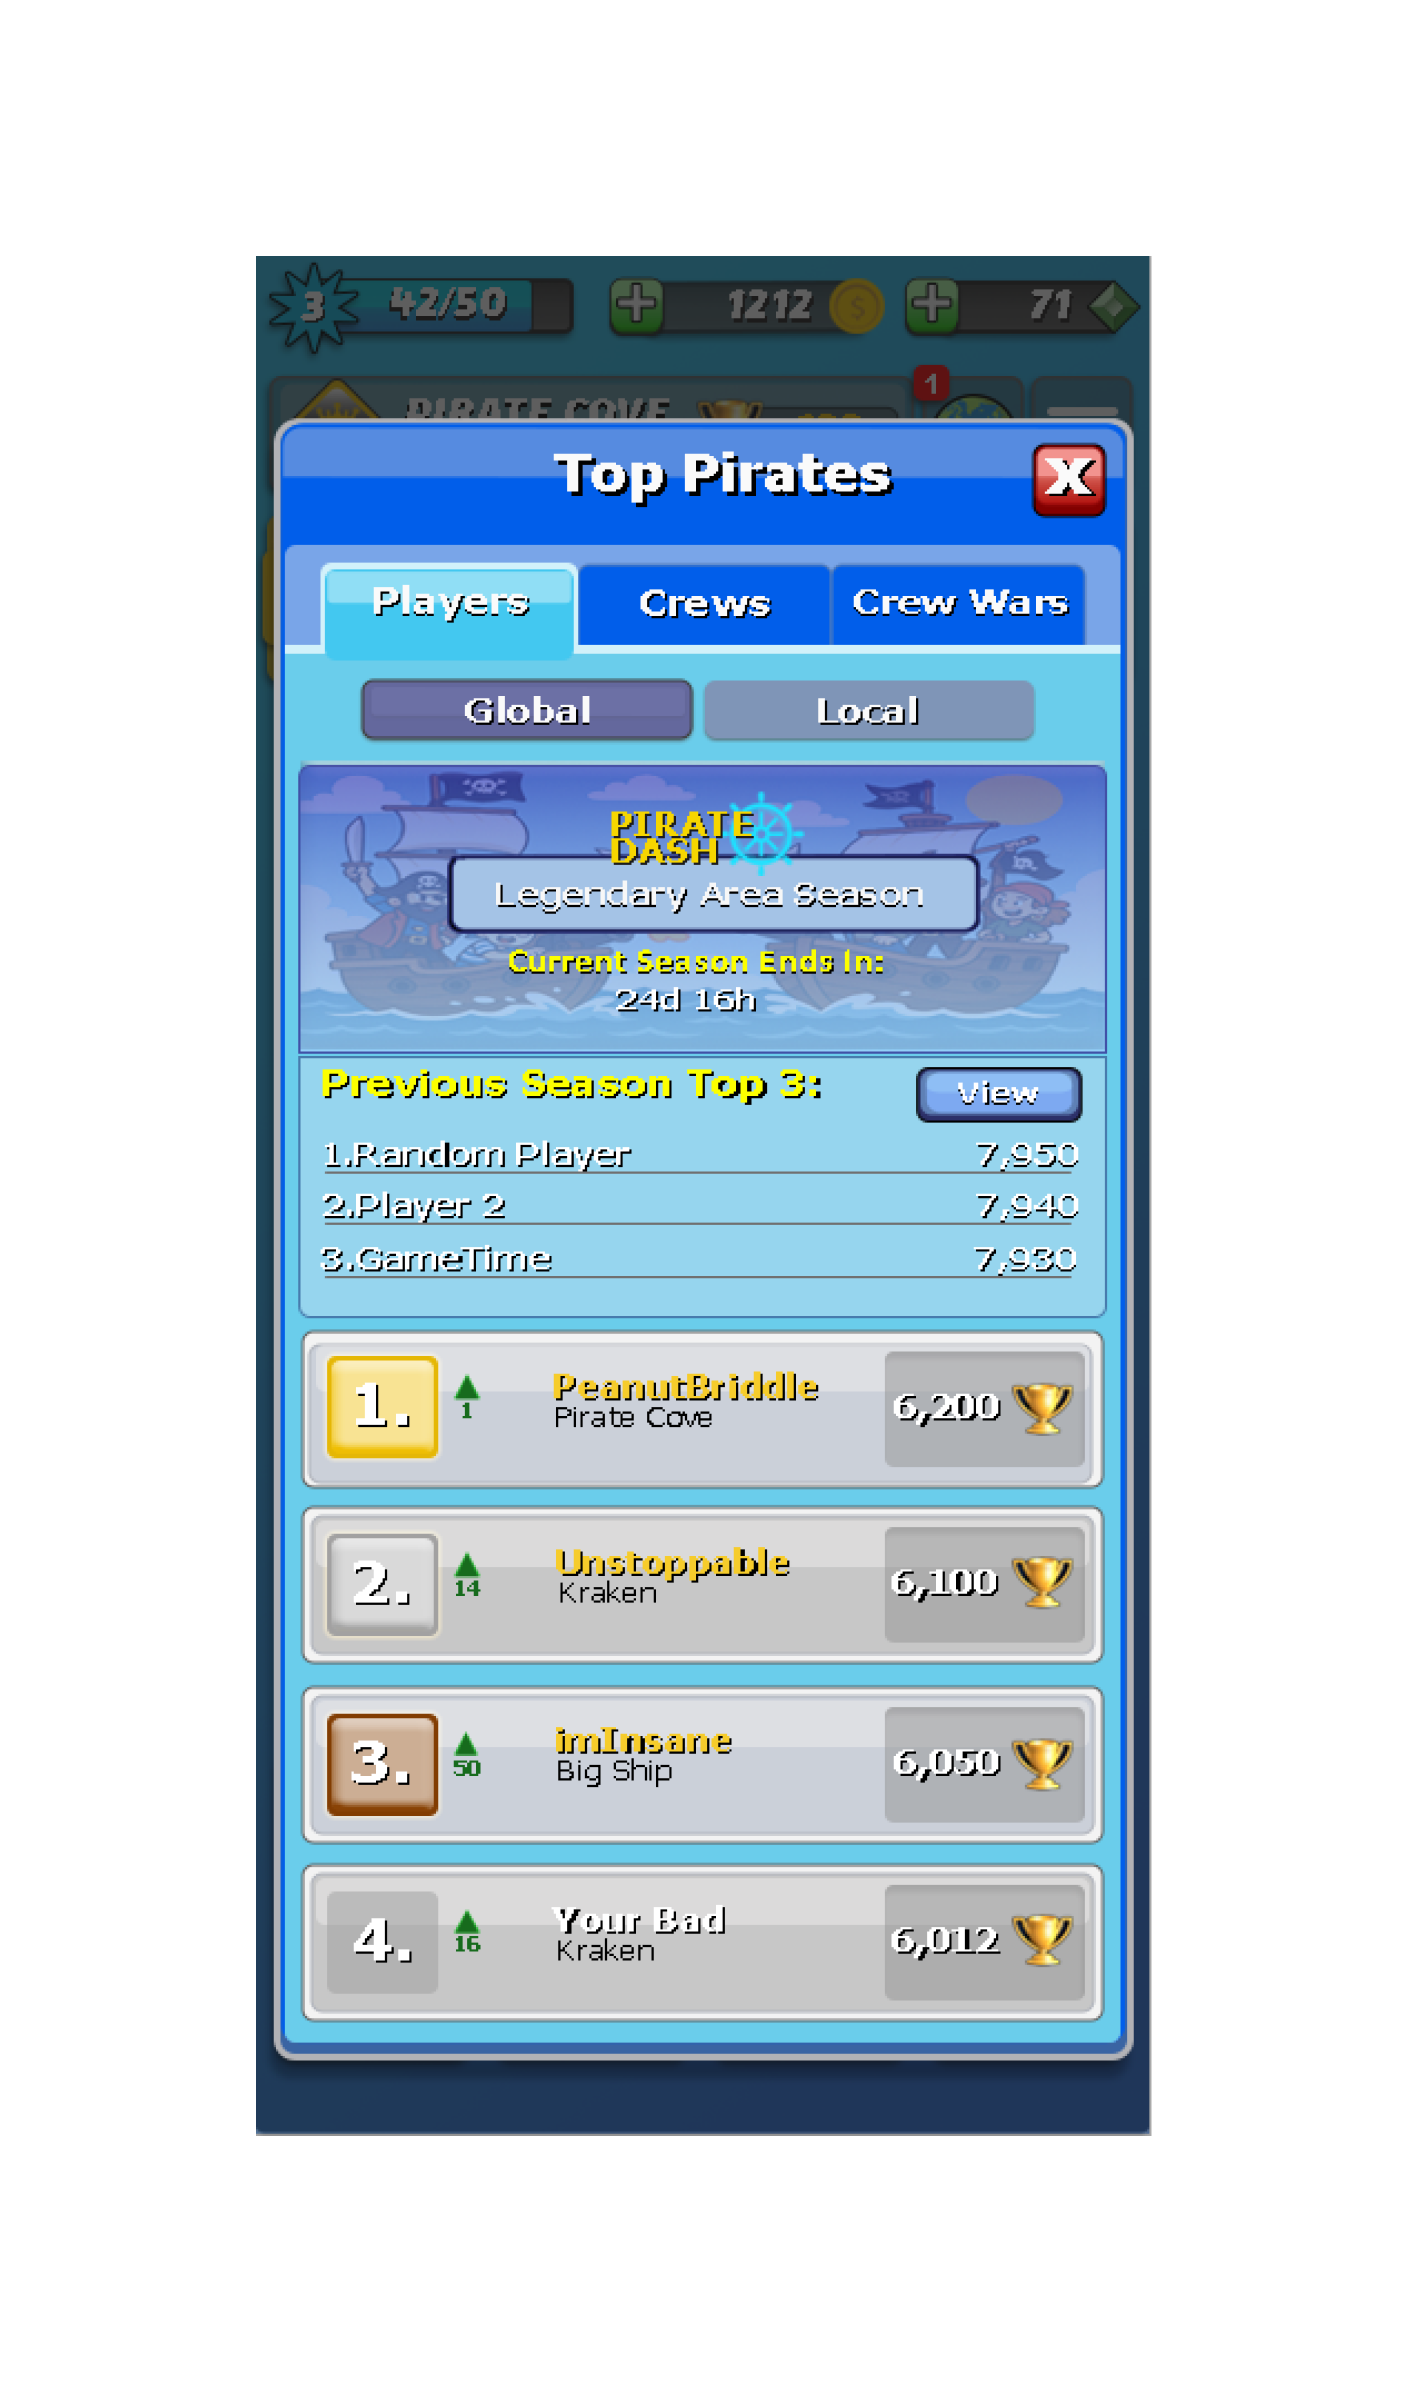 3
42/50
1212
71
1
PIRATE COVE
Top Pirates
X
Players
Crews
Crew Wars
Global
Local
PIRATE
DASH
Legendary Area Season
Current Season Ends In:
24d 16h
Previous Season Top 3:
View
1.Random Player 7,950
2.Player 2 7,940
3.GameTime 7,930
1.
1
PeanutBriddle
Pirate Cove
6,200
2.
14
Unstoppable
Kraken
6,100
3.
50
imInsane
Big Ship
6,050
4.
16
Your Bad
Kraken
6,012